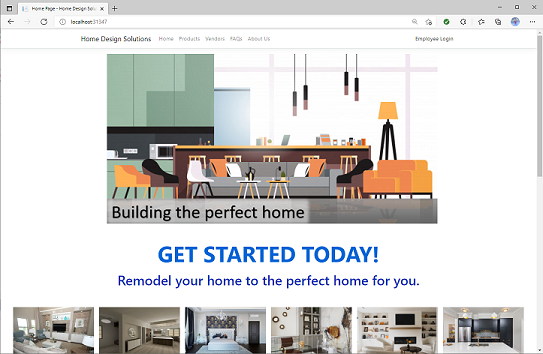 Home Page - Home Design Solu
localhost:31347
Home Design Solutions Home Products Vendors FAQs About Us Employee Login
Building the perfect home
GET STARTED TODAY!
Remodel your home to the perfect home for you.